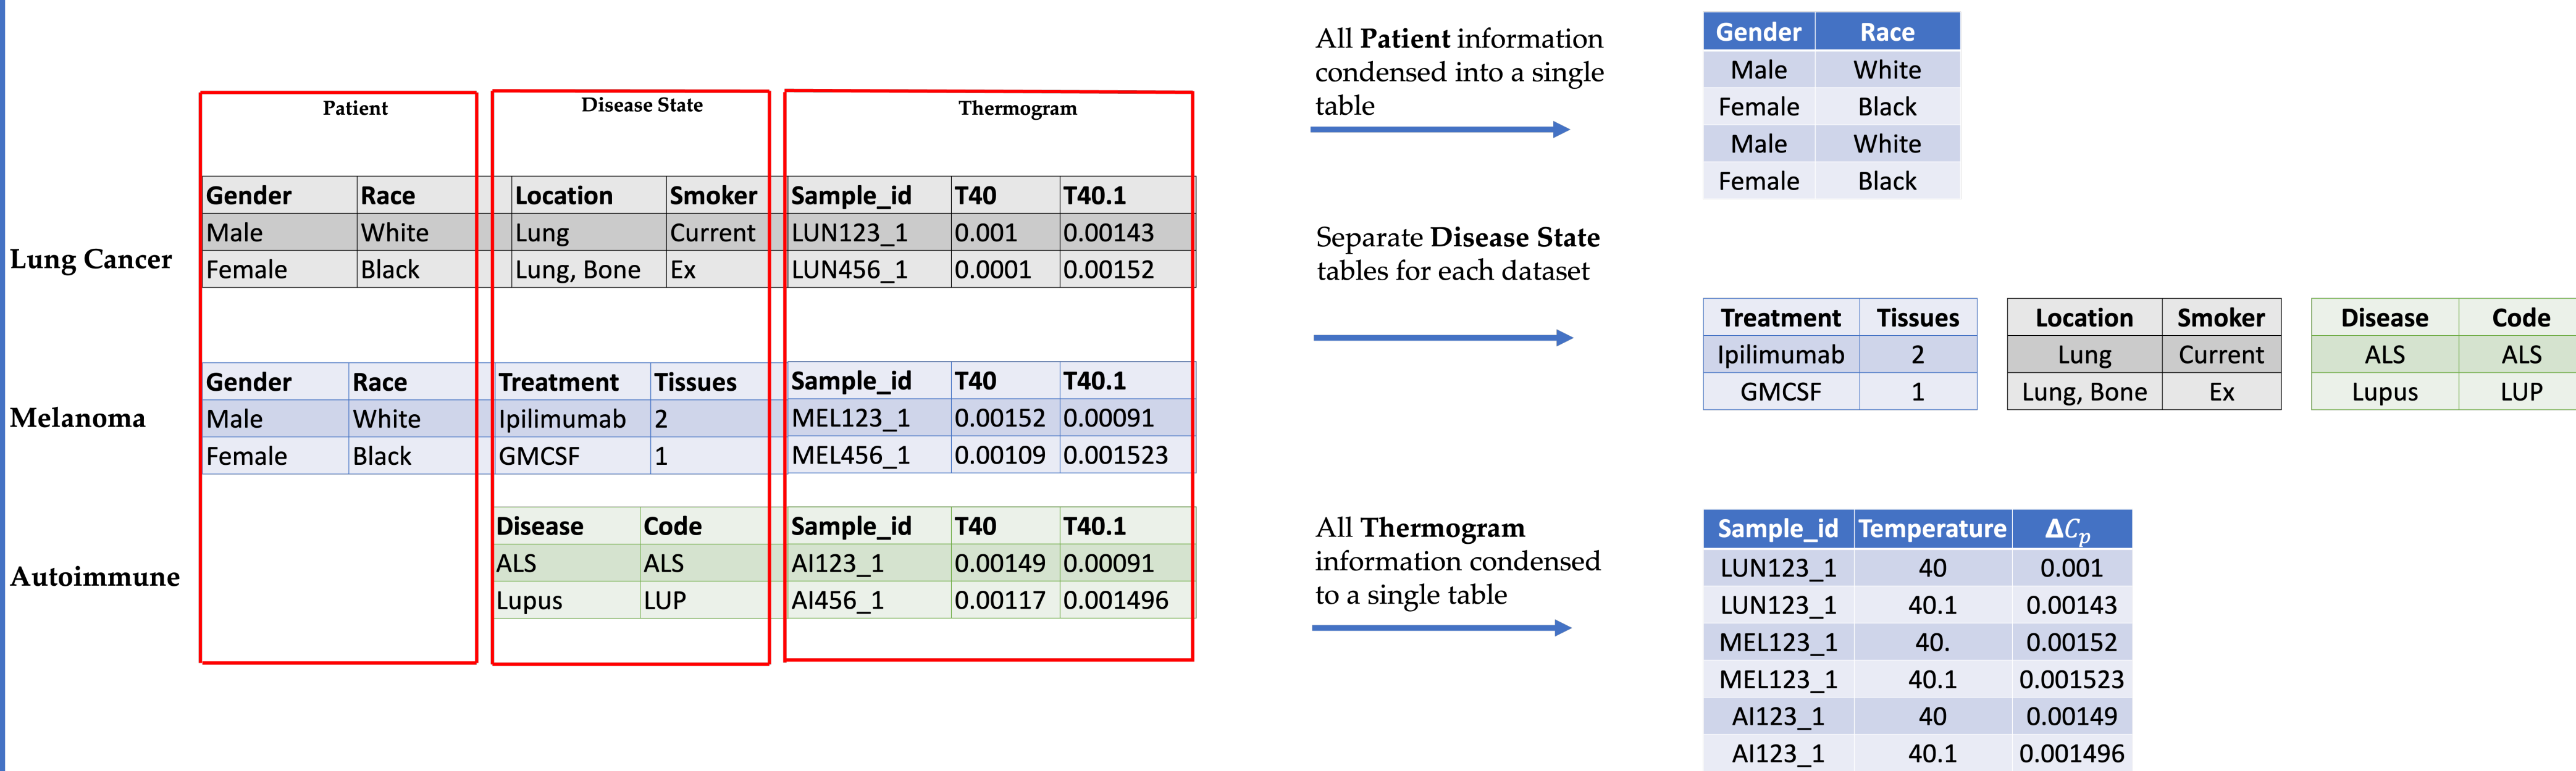 Patient
Disease State
Thermogram
Lung Cancer
Gender Race Location Smoker Sample_id T40 T40.1
Male White Lung Current LUN123_1 0.001 0.00143
Female Black Lung, Bone Ex LUN456_1 0.0001 0.00152
Melanoma
Gender Race Treatment Tissues Sample_id T40 T40.1
Male White Ipilimumab 2 MEL123_1 0.00152 0.00091
Female Black GMCSF 1 MEL456_1 0.00109 0.001523
Autoimmune
Disease Code Sample_id T40 T40.1
ALS ALS AI123_1 0.00149 0.00091
Lupus LUP AI456_1 0.00117 0.001496
All Patient information
condensed into a single
table
Gender Race
Male White
Female Black
Male White
Female Black
Separate Disease State
tables for each dataset
Treatment Tissues
Ipilimumab 2
GMCSF 1
Location Smoker
Lung Current
Lung, Bone Ex
Disease Code
ALS ALS
Lupus LUP
All Thermogram
information condensed
to a single table
Sample_id Temperature ΔCp
LUN123_1 40 0.001
LUN123_1 40.1 0.00143
MEL123_1 40. 0.00152
MEL123_1 40.1 0.001523
AI123_1 40 0.00149
AI123_1 40.1 0.001496